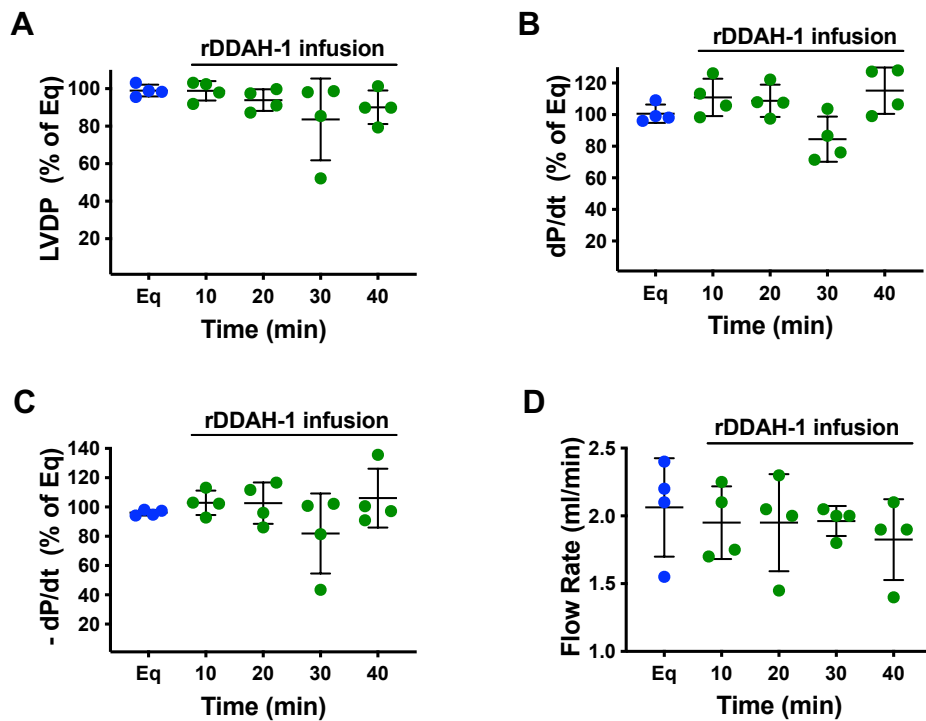 A
rDDAH-1 infusion
LVDP (% of Eq)
100
80
60
40
20
Eq 10 20 30 40
Time (min)
B
rDDAH-1 infusion
dP/dt (% of Eq)
120
100
80
60
40
20
Eq 10 20 30 40
Time (min)
C
rDDAH-1 infusion
- dP/dt (% of Eq)
140
120
100
80
60
40
20
Eq 10 20 30 40
Time (min)
D
rDDAH-1 infusion
Flow Rate (ml/min)
2.5
2.0
1.5
1.0
Eq 10 20 30 40
Time (min)